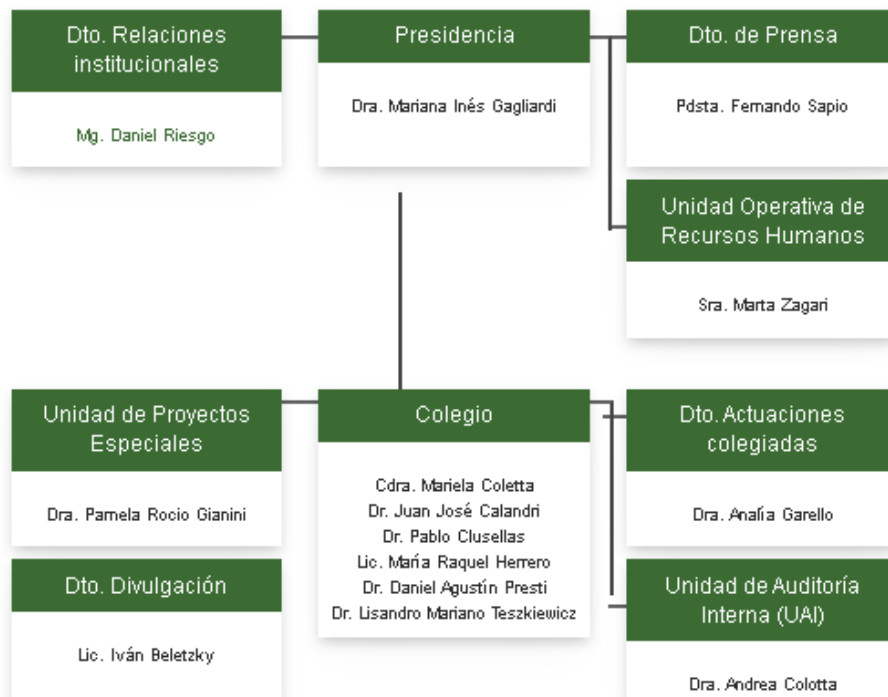 Dto. Relaciones
institucionales
Mg. Daniel Riesgo
Presidencia
Dra. Mariana Inés Gagliardi
Dto. de Prensa
Pdsta. Fernando Sapio
Unidad Operativa de
Recursos Humanos
Sra. Marta Zagari
Unidad de Proyectos
Especiales
Dra. Pamela Rocio Gianini
Dto. Divulgación
Lic. Iván Beletzky
Colegio
Cdra. Mariela Coletta
Dr. Juan José Calandri
Dr. Pablo Clusellas
Lic. María Raquel Herrero
Dr. Daniel Agustín Presti
Dr. Lisandro Mariano Teszkiewicz
Dto. Actuaciones
colegiadas
Dra. Analía Garello
Unidad de Auditoría
Interna (UAI)
Dra. Andrea Colotta